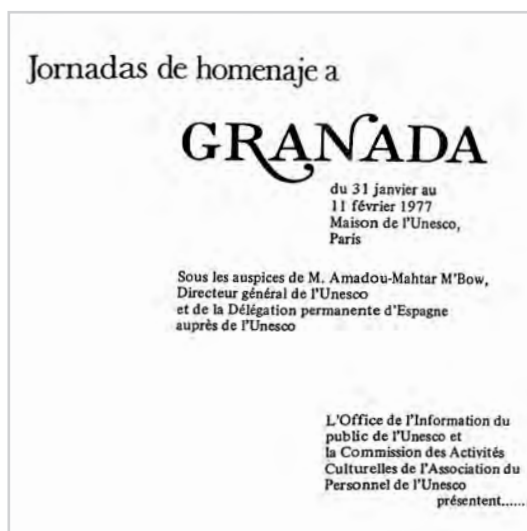 Jornadas de homenaje a
GRANADA
du 31 janvier au
11 février 1977
Maison de l'Unesco,
Paris
Sous les auspices de M. Amadou-Mahtar M'Bow,
Directeur général de l'Unesco
et de la Délégation permanente d'Espagne
auprès de l'Unesco
L'Office de l'Information du
public de l'Unesco et
la Commission des Activités
Culturelles de l'Association du
Personnel de l'Unesco
présentent......